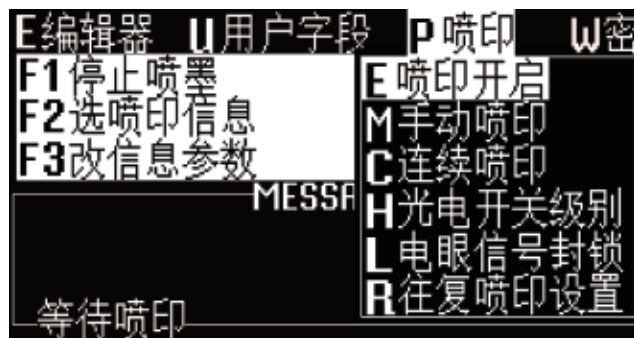 E编辑器 U用户字段 P喷印 W密
F1停止喷墨
F2选喷印信息
F3改信息参数
E喷印开启
M手动喷印
C连续喷印
H光电开关级别
L电眼信号封锁
R往复喷印设置
MESSA
等待喷印